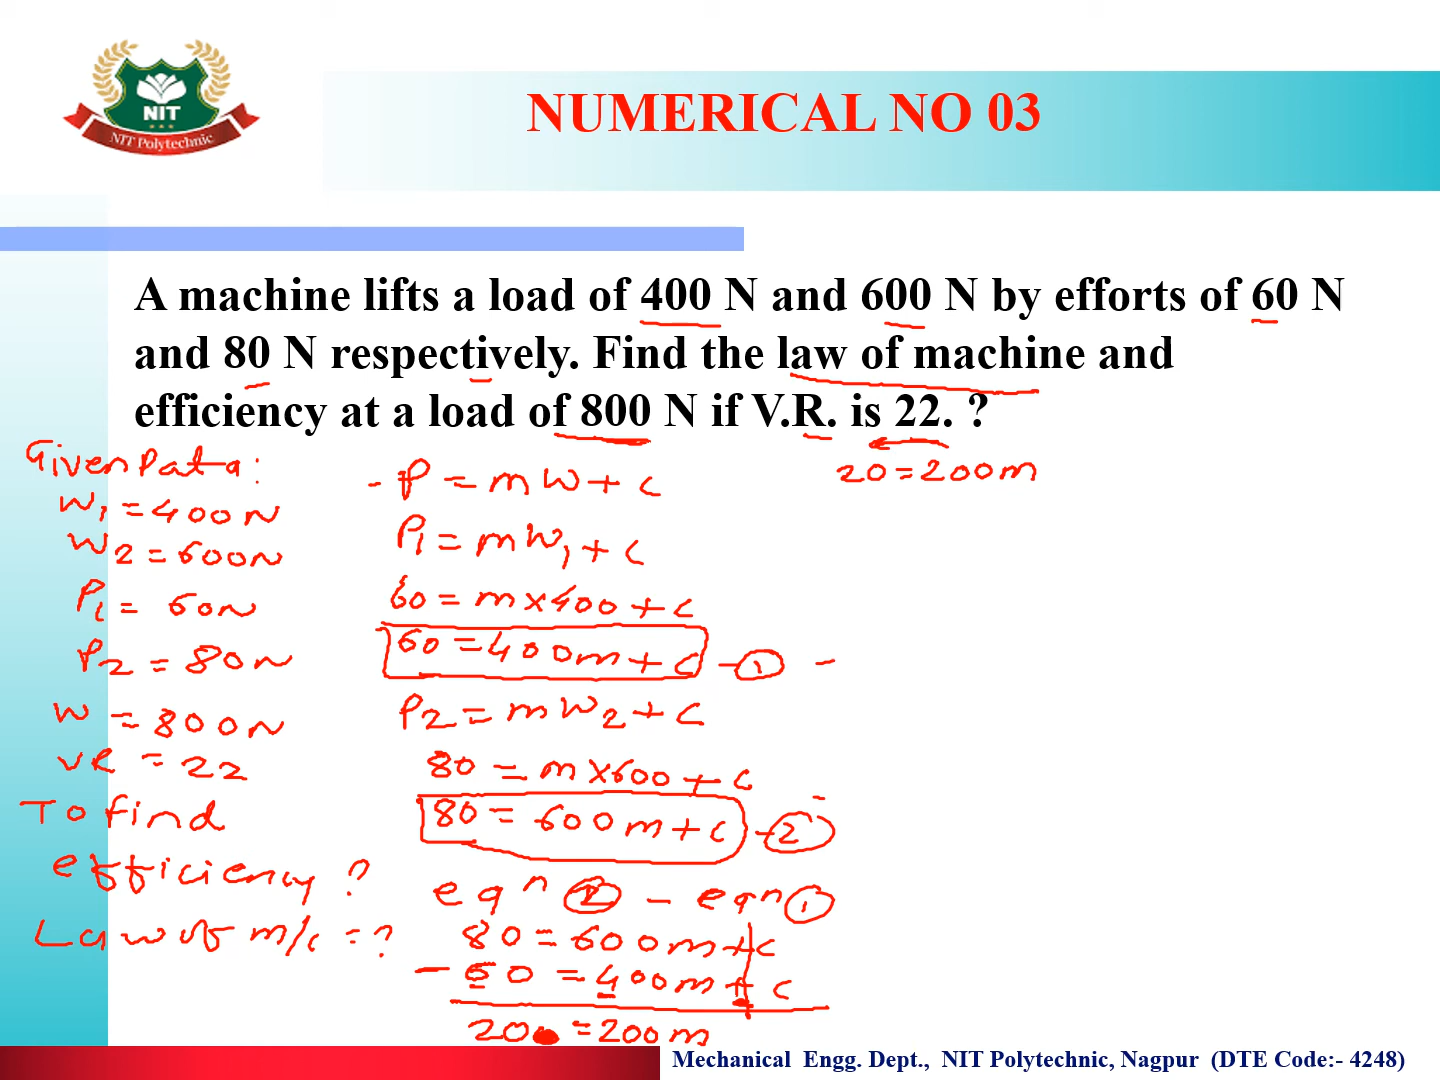 NIT
NIT Polytechnic
NUMERICAL NO 03
A machine lifts a load of 400 N and 600 N by efforts of 60 N
and 80 N respectively. Find the law of machine and
efficiency at a load of 800 N if V.R. is 22. ?
Given Data:
W1 = 400N
W2 = 600N
P1 = 60N
P2 = 80N
W = 800N
VR = 22
To find
efficiency ?
Law of m/c = ?
- P = mW + C
P1 = mW1 + C
60 = m×400 + C
60 = 400m + C - ① -
P2 = mW2 + C
80 = m×600 + C
80 = 600m + C - ②
eqn ② - eqn ①
80 = 600m + C
- 60 = 400m + C
20 = 200m
20 = 200m
Mechanical Engg. Dept., NIT Polytechnic, Nagpur (DTE Code:- 4248)